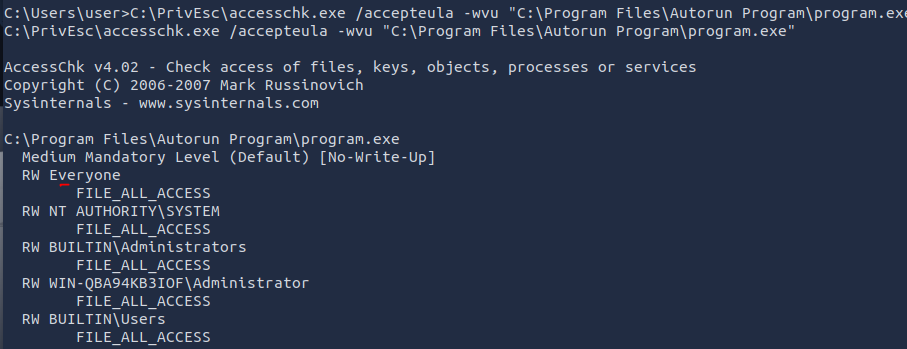 C:\Users\user>C:\PrivEsc\accesschk.exe /accepteula -wvu "C:\Program Files\Autorun Program\program.exe
C:\PrivEsc\accesschk.exe /accepteula -wvu "C:\Program Files\Autorun Program\program.exe"
AccessChk v4.02 - Check access of files, keys, objects, processes or services
Copyright (C) 2006-2007 Mark Russinovich
Sysinternals - www.sysinternals.com
C:\Program Files\Autorun Program\program.exe
Medium Mandatory Level (Default) [No-Write-Up]
RW Everyone
FILE_ALL_ACCESS
RW NT AUTHORITY\SYSTEM
FILE_ALL_ACCESS
RW BUILTIN\Administrators
FILE_ALL_ACCESS
RW WIN-QBA94KB3IOF\Administrator
FILE_ALL_ACCESS
RW BUILTIN\Users
FILE_ALL_ACCESS